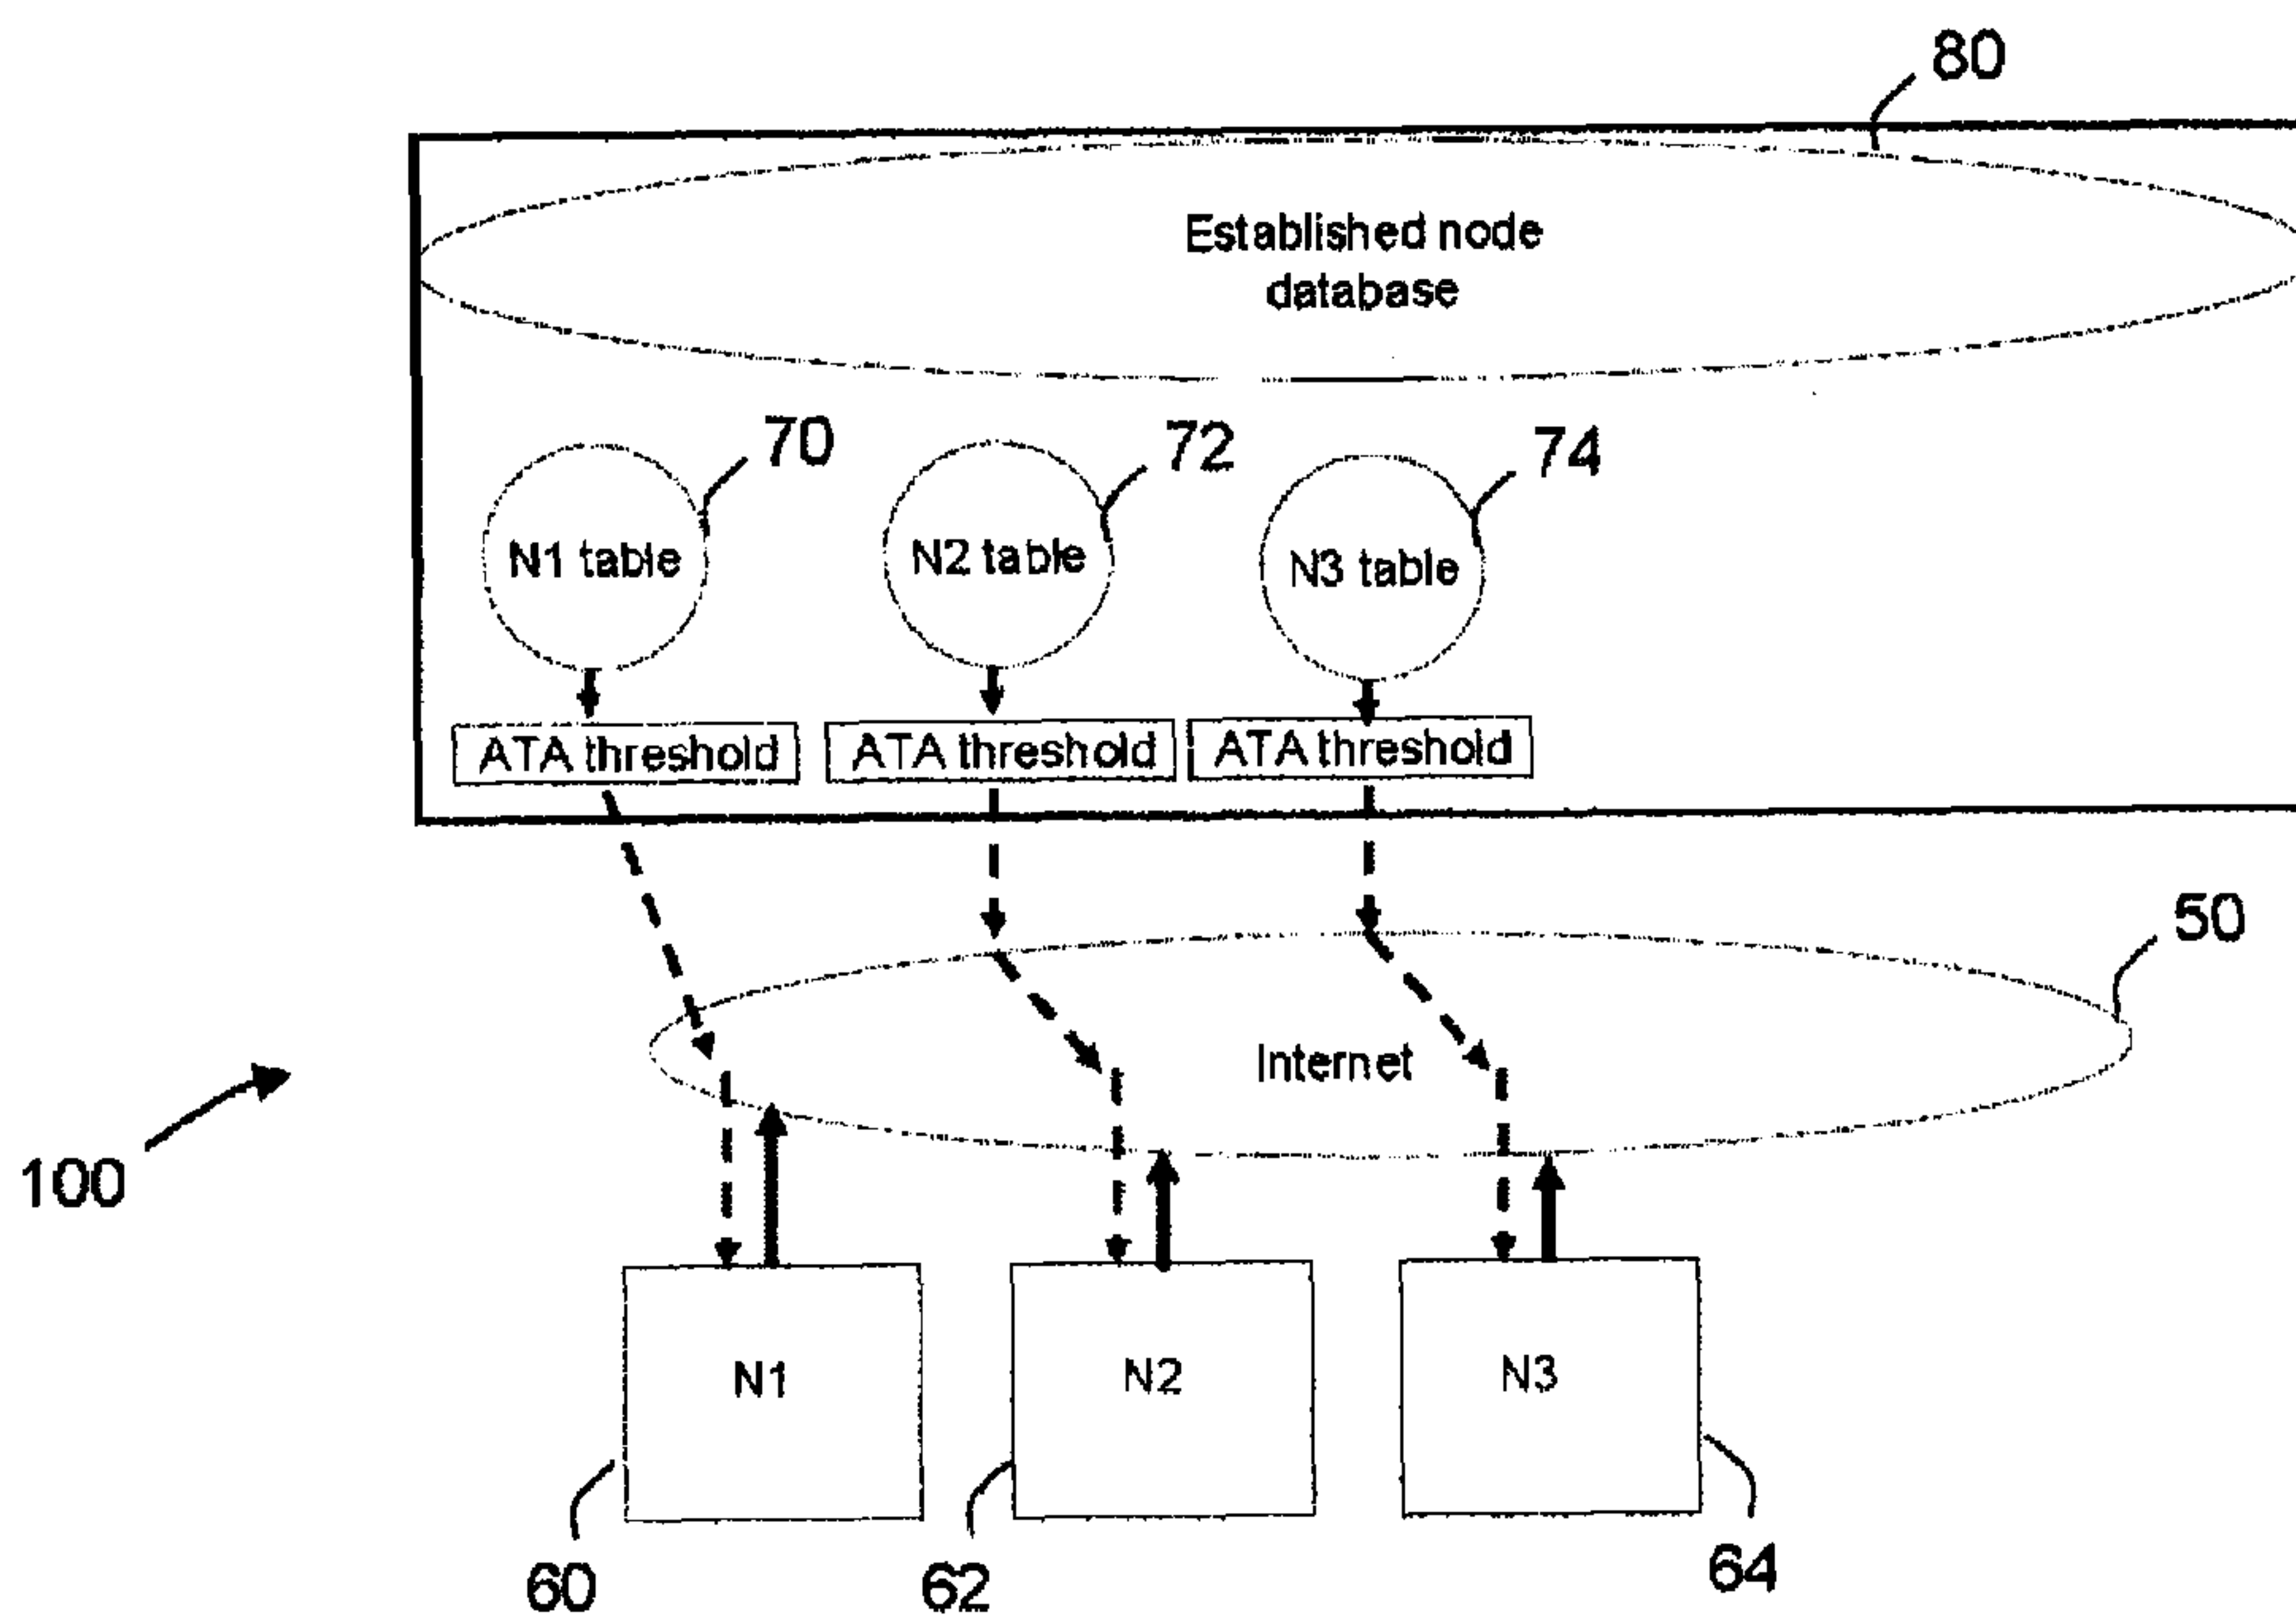 80
Established node
database
70
72
74
N1 table
N2 table
N3 table
ATA threshold
ATA threshold
ATA threshold
50
Internet
100
N1
N2
N3
60
62
64